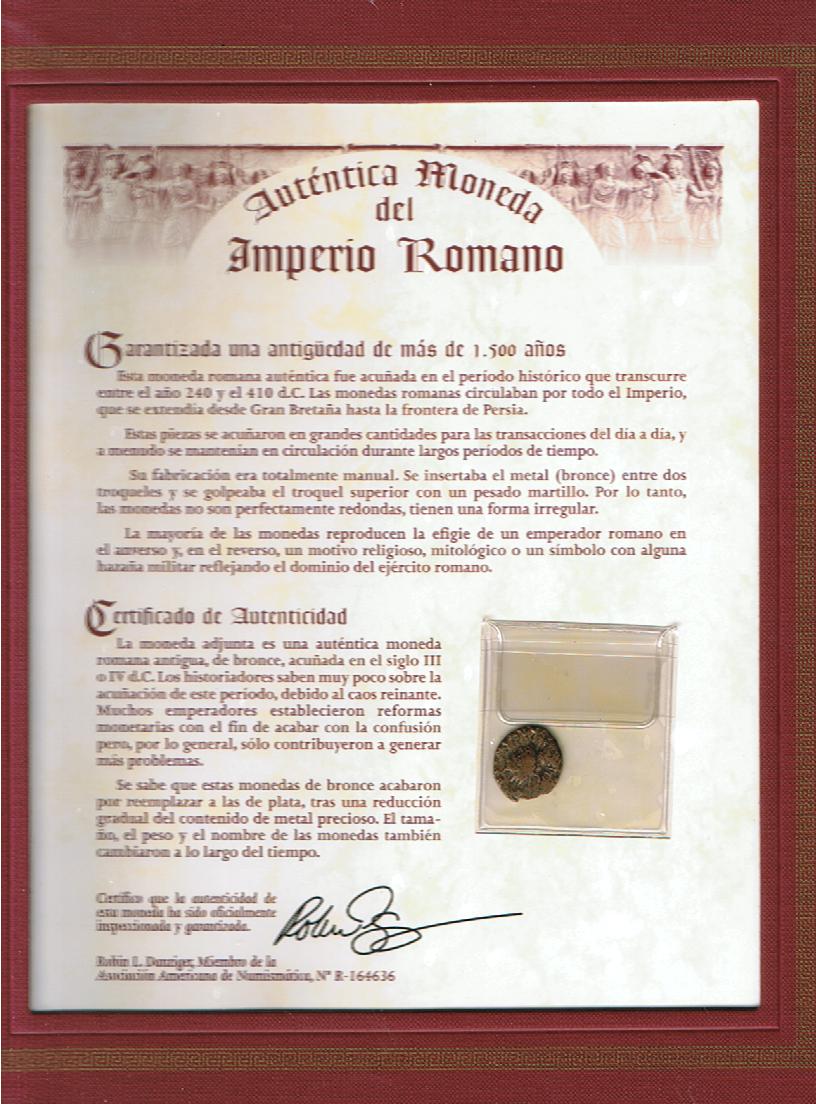 Auténtica Moneda
del
Imperio Romano
Garantizada una antigüedad de más de 1.500 años
Esta moneda romana auténtica fue acuñada en el período histórico que transcurre
entre el año 240 y el 410 d.C. Las monedas romanas circulaban por todo el Imperio,
que se extendía desde Gran Bretaña hasta la frontera de Persia.
Estas piezas se acuñaron en grandes cantidades para las transacciones del día a día, y
a menudo se mantenían en circulación durante largos períodos de tiempo.
Su fabricación era totalmente manual. Se insertaba el metal (bronce) entre dos
troqueles y se golpeaba el troquel superior con un pesado martillo. Por lo tanto,
las monedas no son perfectamente redondas, tienen una forma irregular.
La mayoría de las monedas reproducen la efigie de un emperador romano en
el anverso y, en el reverso, un motivo religioso, mitológico o un símbolo con alguna
hazaña militar reflejando el dominio del ejército romano.
Certificado de Autenticidad
La moneda adjunta es una auténtica moneda
romana antigua, de bronce, acuñada en el siglo III
o IV d.C. Los historiadores saben muy poco sobre la
acuñación de este período, debido al caos reinante.
Muchos emperadores establecieron reformas
monetarias con el fin de acabar con la confusión
pero, por lo general, sólo contribuyeron a generar
más problemas.
Se sabe que estas monedas de bronce acabaron
por reemplazar a las de plata, tras una reducción
gradual del contenido de metal precioso. El tama-
ño, el peso y el nombre de las monedas también
cambiaron a lo largo del tiempo.
Certifico que la autenticidad de
esta moneda ha sido oficialmente
inspeccionada y garantizada.
Robin L. Danziger, Miembro de la
Asociación Americana de Numismática, Nº R-164636